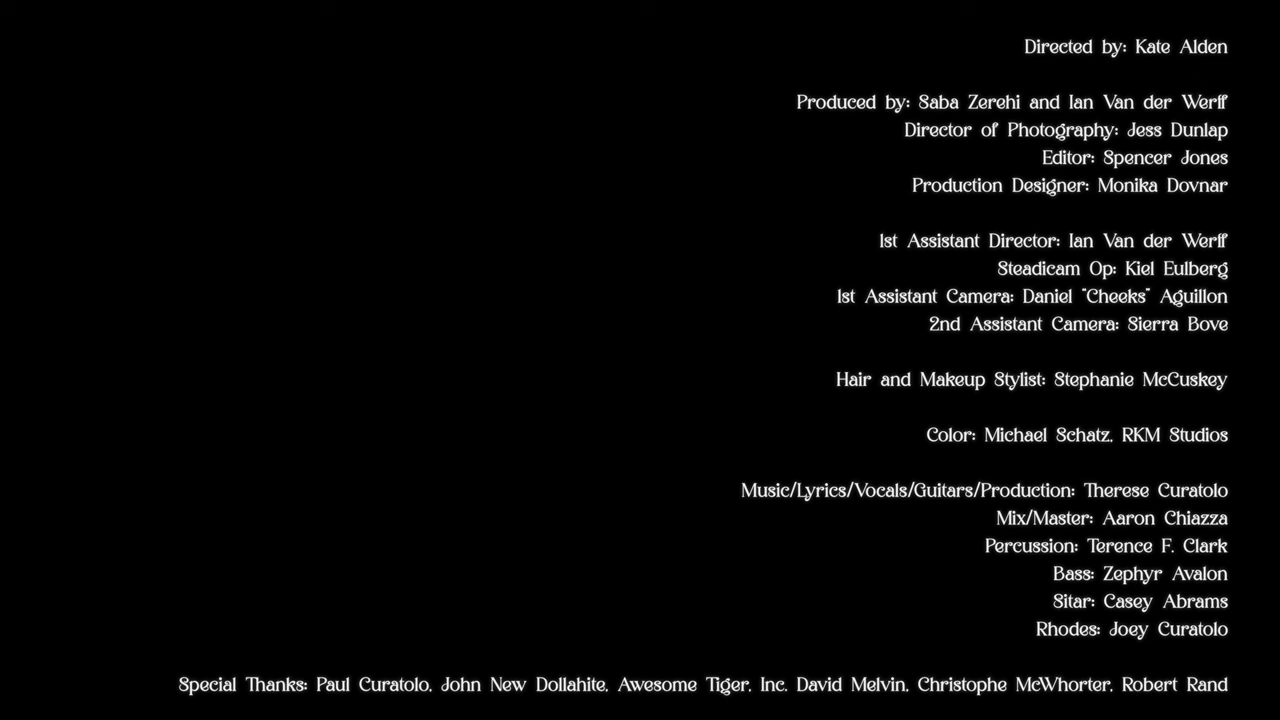 Directed by: Kate Alden
Produced by: Saba Zerehi and Ian Van der Werff
Director of Photography: Jess Dunlap
Editor: Spencer Jones
Production Designer: Monika Dovnar
1st Assistant Director: Ian Van der Werff
Steadicam Op: Kiel Eulberg
1st Assistant Camera: Daniel "Cheeks" Aguillon
2nd Assistant Camera: Sierra Bove
Hair and Makeup Stylist: Stephanie McCuskey
Color: Michael Schatz, RKM Studios
Music/Lyrics/Vocals/Guitars/Production: Therese Curatolo
Mix/Master: Aaron Chiazza
Percussion: Terence F. Clark
Bass: Zephyr Avalon
Sitar: Casey Abrams
Rhodes: Joey Curatolo
Special Thanks: Paul Curatolo, John New Dollahite, Awesome Tiger, Inc. David Melvin, Christophe McWhorter, Robert Rand